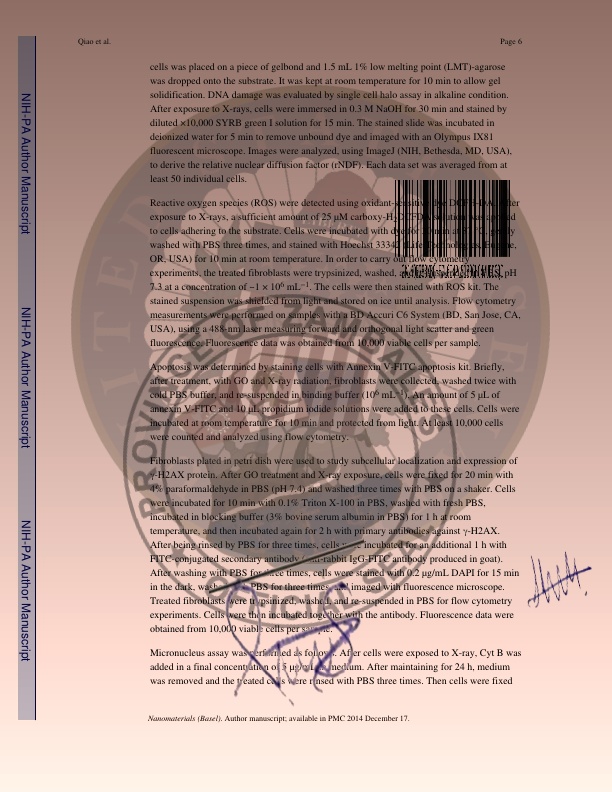 Qiao et al.
Page 6
cells was placed on a piece of gelbond and 1.5 mL 1% low melting point (LMT)-agarose
was dropped onto the substrate. It was kept at room temperature for 10 min to allow gel
solidification. DNA damage was evaluated by single cell halo assay in alkaline condition.
After exposure to X-rays, cells were immersed in 0.3 M NaOH for 30 min and stained by
diluted ×10,000 SYRB green I solution for 15 min. The stained slide was incubated in
deionized water for 5 min to remove unbound dye and imaged with an Olympus IX81
fluorescent microscope. Images were analyzed, using ImageJ (NIH, Bethesda, MD, USA),
to derive the relative nuclear diffusion factor (rNDF). Each data set was averaged from at
least 50 individual cells.
Reactive oxygen species (ROS) were detected using oxidant-sensitive dye DCFH-DA. After
exposure to X-rays, a sufficient amount of 25 μM carboxy-H2DCFDA solution was
to cells adhering to the substrate. Cells were incubated with dye for min at
washed with PBS three times, and stained with Hoechst 33342 (Life Technologies, Eugene,
OR, USA) for 10 min at room temperature. In order to carry out flow cytometry
experiments, the treated fibroblasts were trypsinized, washed, pH
7.3 at a concentration of ~1 × 10⁶ mL⁻¹. The cells were then stained with ROS kit. The
stained suspension was shielded from light and stored on ice until analysis. Flow cytometry
measurements were performed on samples with a BD Accuri C6 System (BD, San Jose, CA,
USA), using a 488-nm laser measuring forward and orthogonal light scatter and green
fluorescence. Fluorescence data was obtained from 10,000 viable cells per sample.
Apoptosis was determined by staining cells with Annexin V-FITC apoptosis kit. Briefly,
after treatment, with GO and X-ray radiation, fibroblasts were collected, washed twice with
cold PBS buffer, and re-suspended in binding buffer (10⁶ mL⁻¹). An amount of 5 μL of
annexin V-FITC and 10 μL propidium iodide solutions were added to these cells. Cells were
incubated at room temperature for 10 min and protected from light. At least 10,000 cells
were counted and analyzed using flow cytometry.
Fibroblasts plated in petri dish were used to study subcellular localization and expression of
γ-H2AX protein. After GO treatment and X-ray exposure, cells were fixed for 20 min with
4% paraformaldehyde in PBS (pH 7.4) and washed three times with PBS on a shaker. Cells
were incubated for 10 min with 0.1% Triton X-100 in PBS, washed with fresh PBS,
incubated in blocking buffer (3% bovine serum albumin in PBS) for 1 h at room
temperature, and then incubated again for 2 h with primary antibodies against γ-H2AX.
After being rinsed by PBS for three times, cells were incubated for an additional 1 h with
FITC-conjugated secondary antibody (anti-rabbit IgG-FITC antibody produced in goat).
After washing with PBS for three times, cells were stained with 0.2 μg/mL DAPI for 15 min
in the dark, washed by PBS for three times, and imaged with fluorescence microscope.
Treated fibroblasts were trypsinized, washed, and re-suspended in PBS for flow cytometry
experiments. Cells were then incubated together with the antibody. Fluorescence data were
obtained from 10,000 viable cells per sample.
Micronucleus assay was performed as follows. After cells were exposed to X-ray, Cyt B was
added in a final concentration of 5 μg/mL medium. After maintaining for 24 h, medium
was removed and the treated cells were rinsed with PBS three times. Then cells were fixed
Nanomaterials (Basel). Author manuscript; available in PMC 2014 December 17.
NIH-PA Author Manuscript
NIH-PA Author Manuscript
NIH-PA Author Manuscript
PROVINCE OF